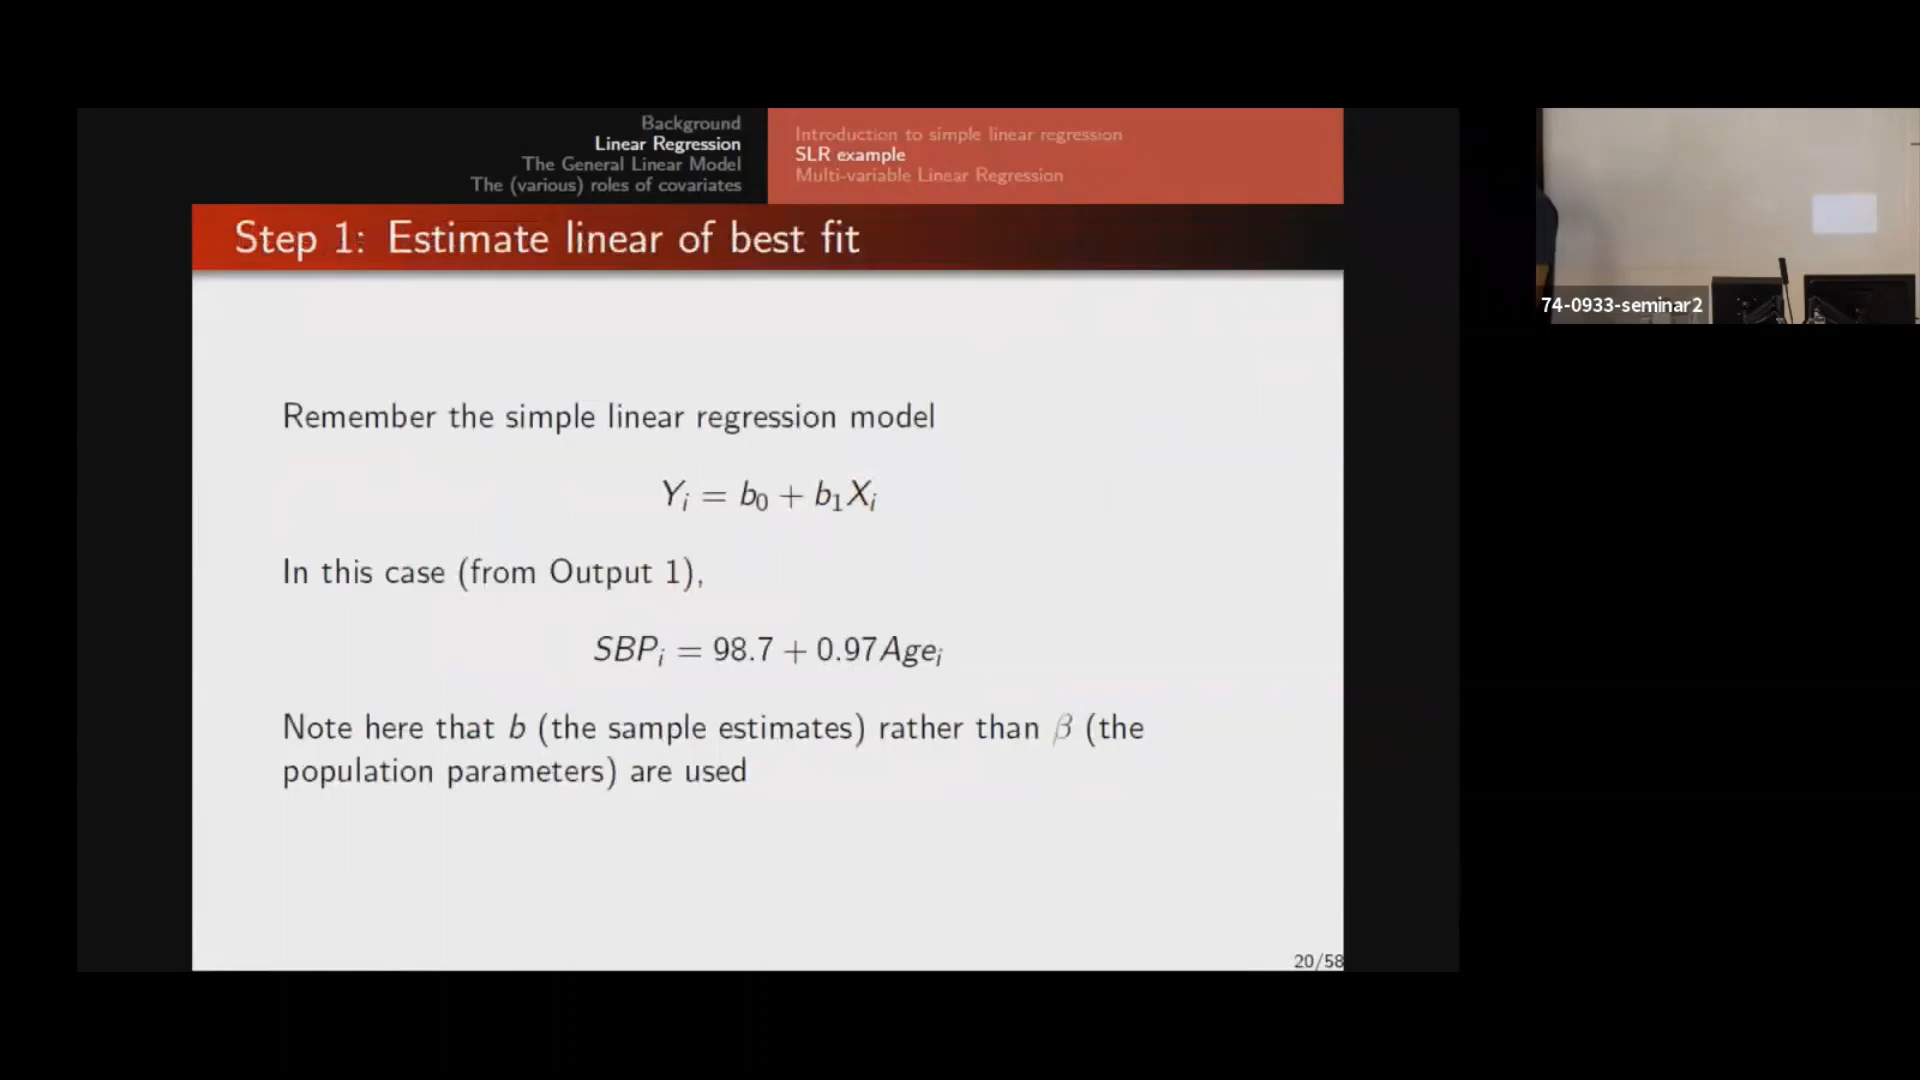 Background
Linear Regression
The General Linear Model
The (various) roles of covariates
Introduction to simple linear regression
SLR example
Multi-variable Linear Regression
Step 1: Estimate linear of best fit
Remember the simple linear regression model
Yᵢ = b₀ + b₁Xᵢ
In this case (from Output 1),
SBPᵢ = 98.7 + 0.97Ageᵢ
Note here that b (the sample estimates) rather than β (the
population parameters) are used
20/58
74-0933-seminar2